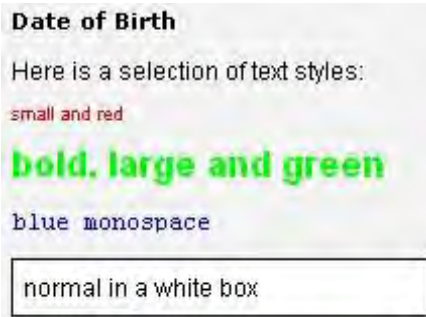 Date of Birth
Here is a selection of text styles:
small and red
bold, large and green
blue monospace
normal in a white box